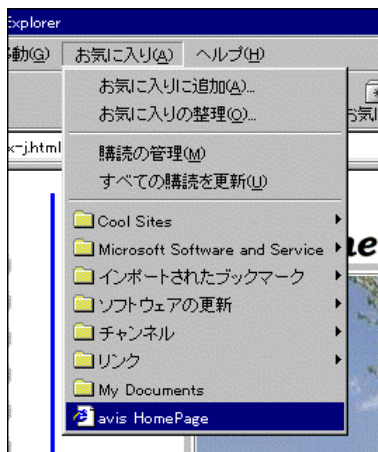 Explorer
動(G) お気に入り(A) ヘルプ(H)
お気に入りに追加(A)...
お気に入りの整理(O)...
お気に
x-j.html
購読の管理(M)
すべての購読を更新(U)
Cool Sites
Microsoft Software and Service
インポートされたブックマーク
ソフトウェアの更新
チャンネル
リンク
My Documents
avis HomePage